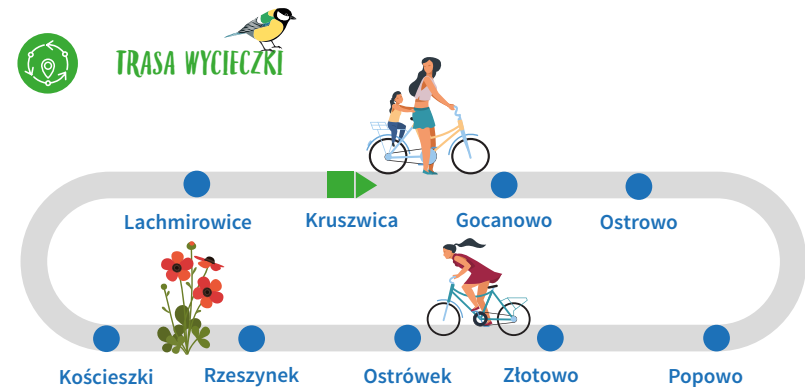 TRASA WYCIECZKI
Lachmirowice Kruszwica Gocanowo Ostrowo
Kościeszki Rzeszynek Ostrówek Złotowo Popowo